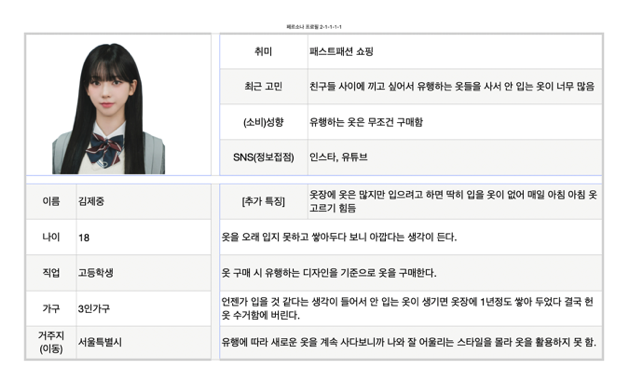 페르소나 프로필 2-1-1-1-1
취미 패스트패션 쇼핑
최근 고민 친구들 사이에 끼고 싶어서 유행하는 옷들을 사서 안 입는 옷이 너무 많음
(소비)성향 유행하는 옷은 무조건 구매함
SNS(정보접점) 인스타, 유튜브
이름 김제중
[추가 특징] 옷장에 옷은 많지만 입으려고 하면 딱히 입을 옷이 없어 매일 아침 아침 옷
고르기 힘듬
나이 18
옷을 오래 입지 못하고 쌓아두다 보니 아깝다는 생각이 든다.
직업 고등학생
옷 구매 시 유행하는 디자인을 기준으로 옷을 구매한다.
가구 3인가구
언젠가 입을 것 같다는 생각이 들어서 안 입는 옷이 생기면 옷장에 1년정도 쌓아 두었다 결국 헌
옷 수거함에 버린다.
거주지
(이동) 서울특별시
유행에 따라 새로운 옷을 계속 사다보니까 나와 잘 어울리는 스타일을 몰라 옷을 활용하지 못 함.